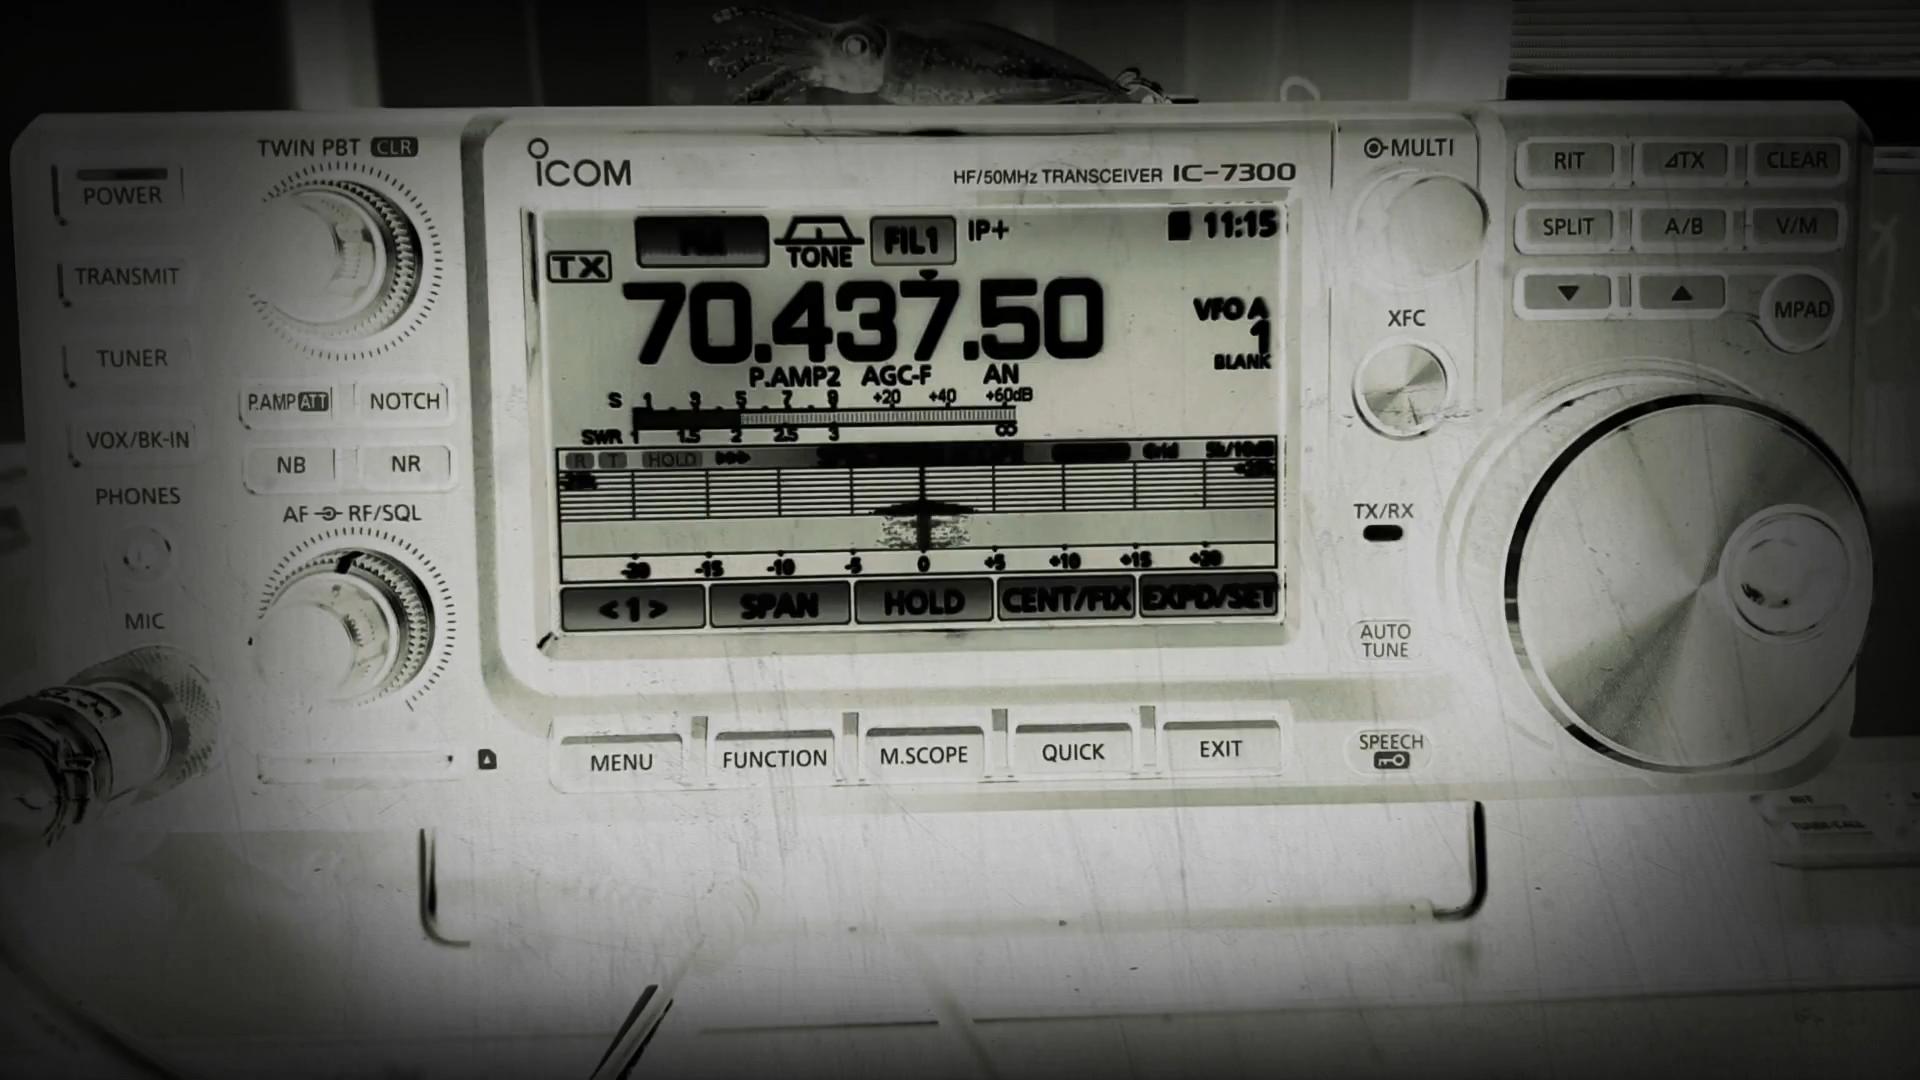 TWIN PBT CLR
POWER
TRANSMIT
TUNER
P.AMP ATT
NOTCH
VOX/BK-IN
NB
NR
PHONES
AF RF/SQL
MIC
ICOM
HF/50MHz TRANSCEIVER IC-7300
FM TONE FIL1 IP+ 11:15
TX
70.437.50
VFO A
1
BLANK
P.AMP2 AGC-F AN
S 1 3 5 7 9 +20 +40 +60dB
SWR 1 1.5 2 2.5 3 ∞
R T HOLD
Grid
-20 -15 -10 -5 0 +5 +10 +15 +20
<1> SPAN HOLD CENT/FIX EXPD/SET
MENU FUNCTION M.SCOPE QUICK EXIT
MULTI
XFC
TX/RX
AUTO
TUNE
SPEECH
RIT ⊿TX CLEAR
SPLIT A/B V/M
▼ ▲ MPAD